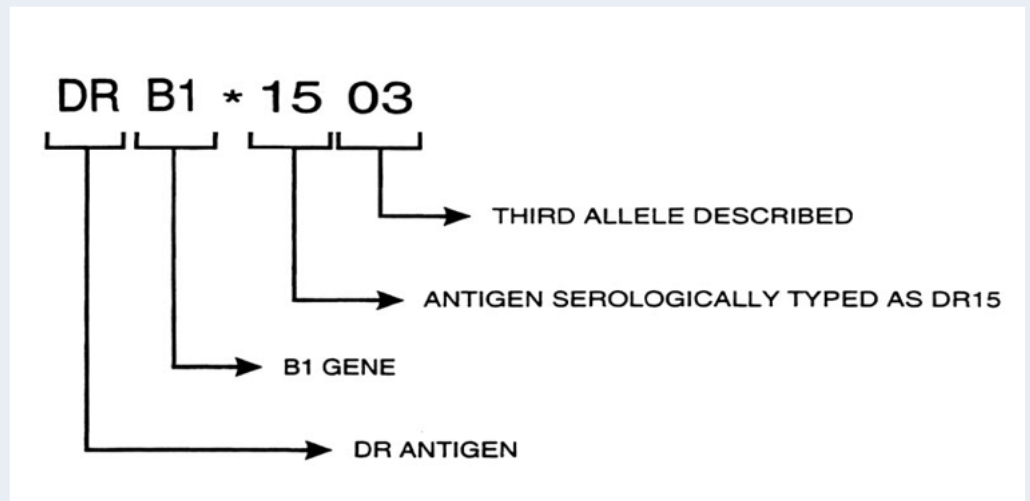 DR B1 * 15 03
THIRD ALLELE DESCRIBED
ANTIGEN SEROLOGICALLY TYPED AS DR15
B1 GENE
DR ANTIGEN